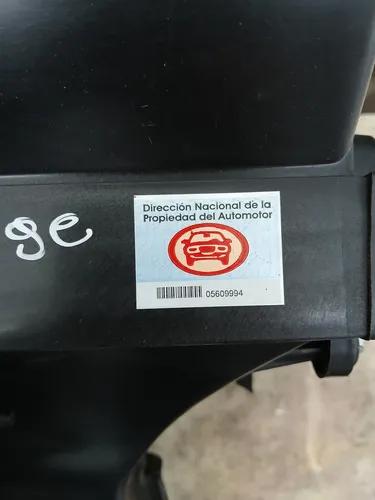 Dirección Nacional de la
Propiedad del Automotor
ge
05609994